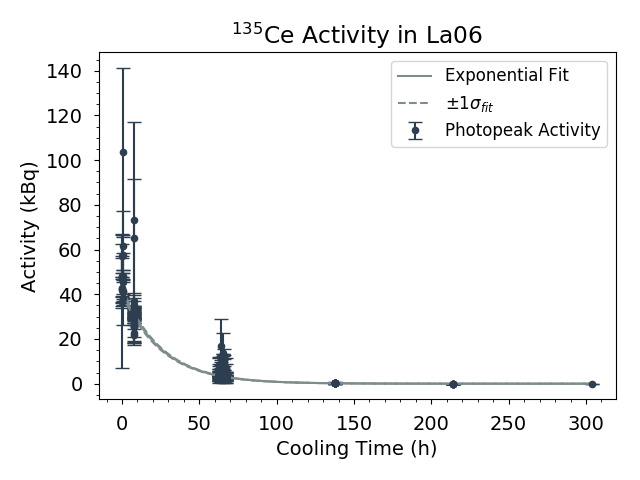 ¹³⁵Ce Activity in La06
Exponential Fit
±1σ_fit
Photopeak Activity
Activity (kBq)
140
120
100
80
60
40
20
0
0 50 100 150 200 250 300
Cooling Time (h)